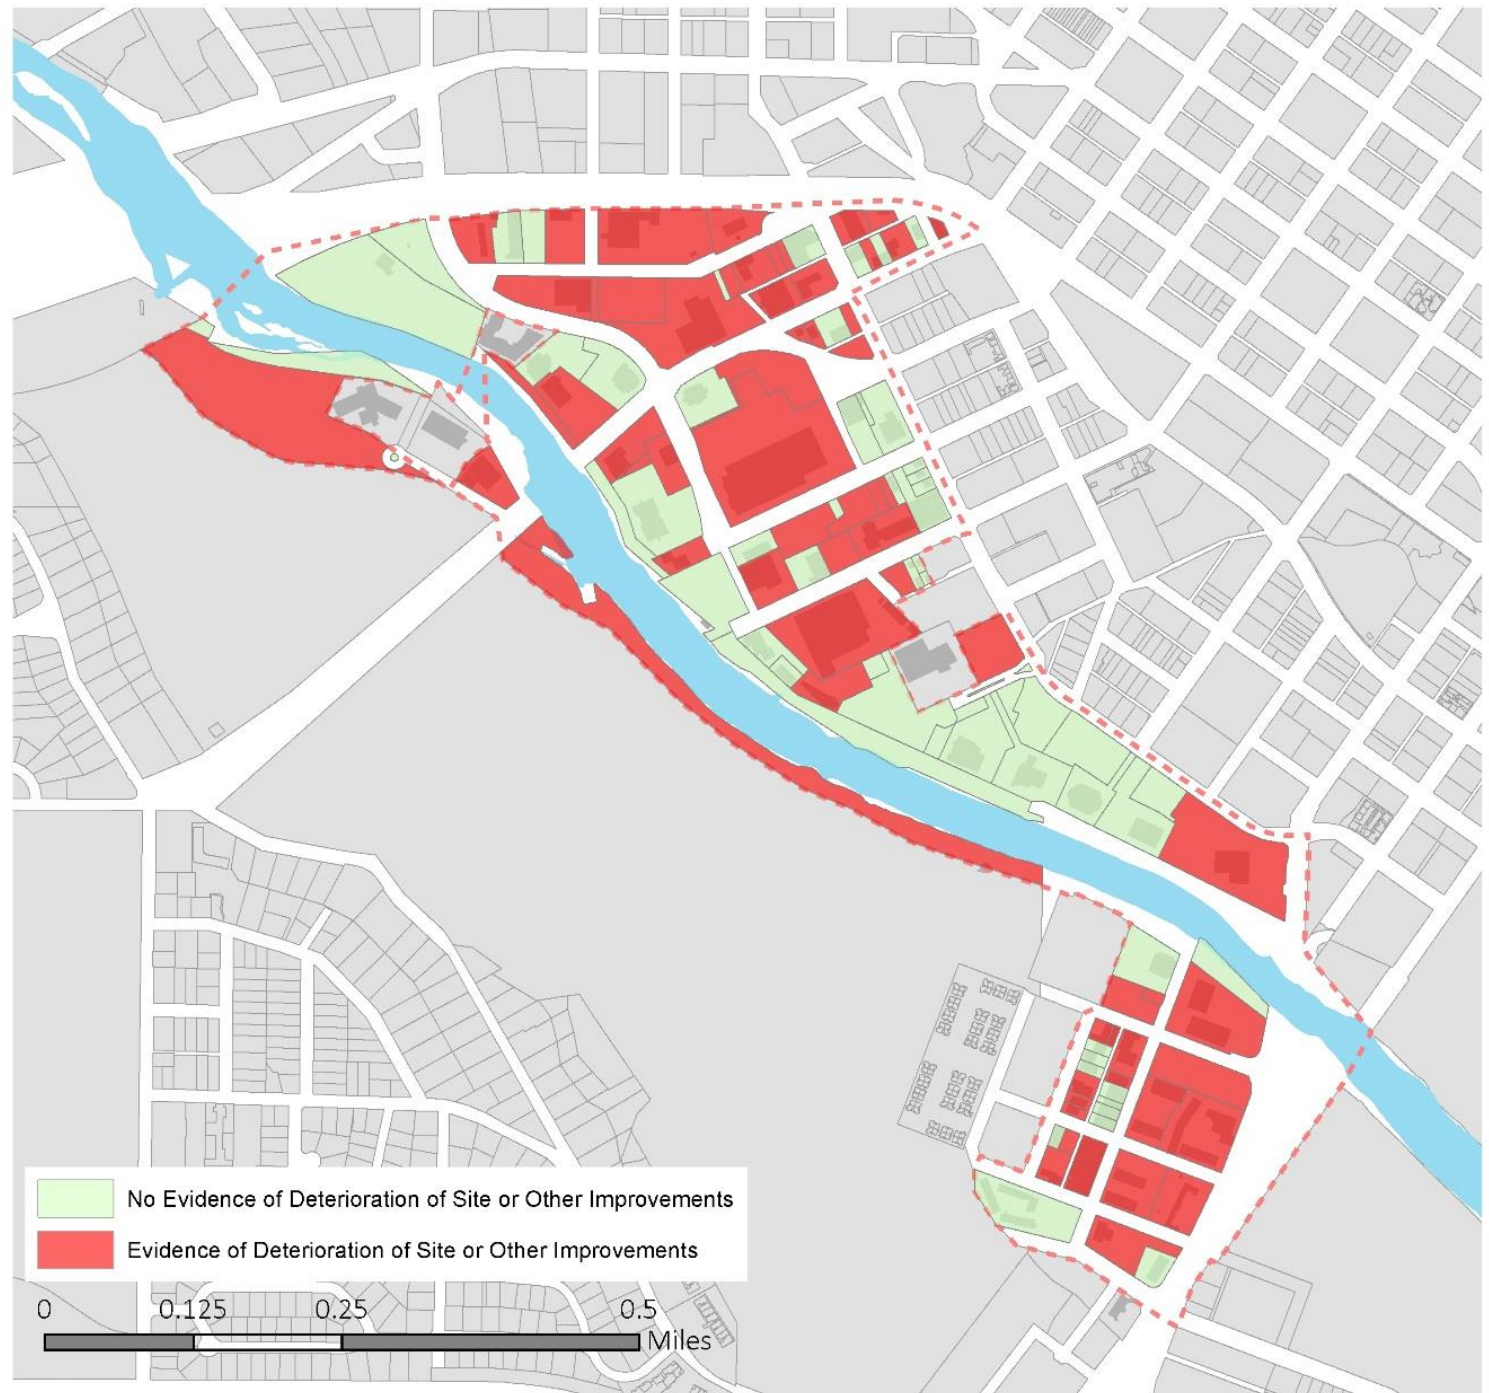 No Evidence of Deterioration of Site or Other Improvements
Evidence of Deterioration of Site or Other Improvements
0 0.125 0.25 0.5
Miles